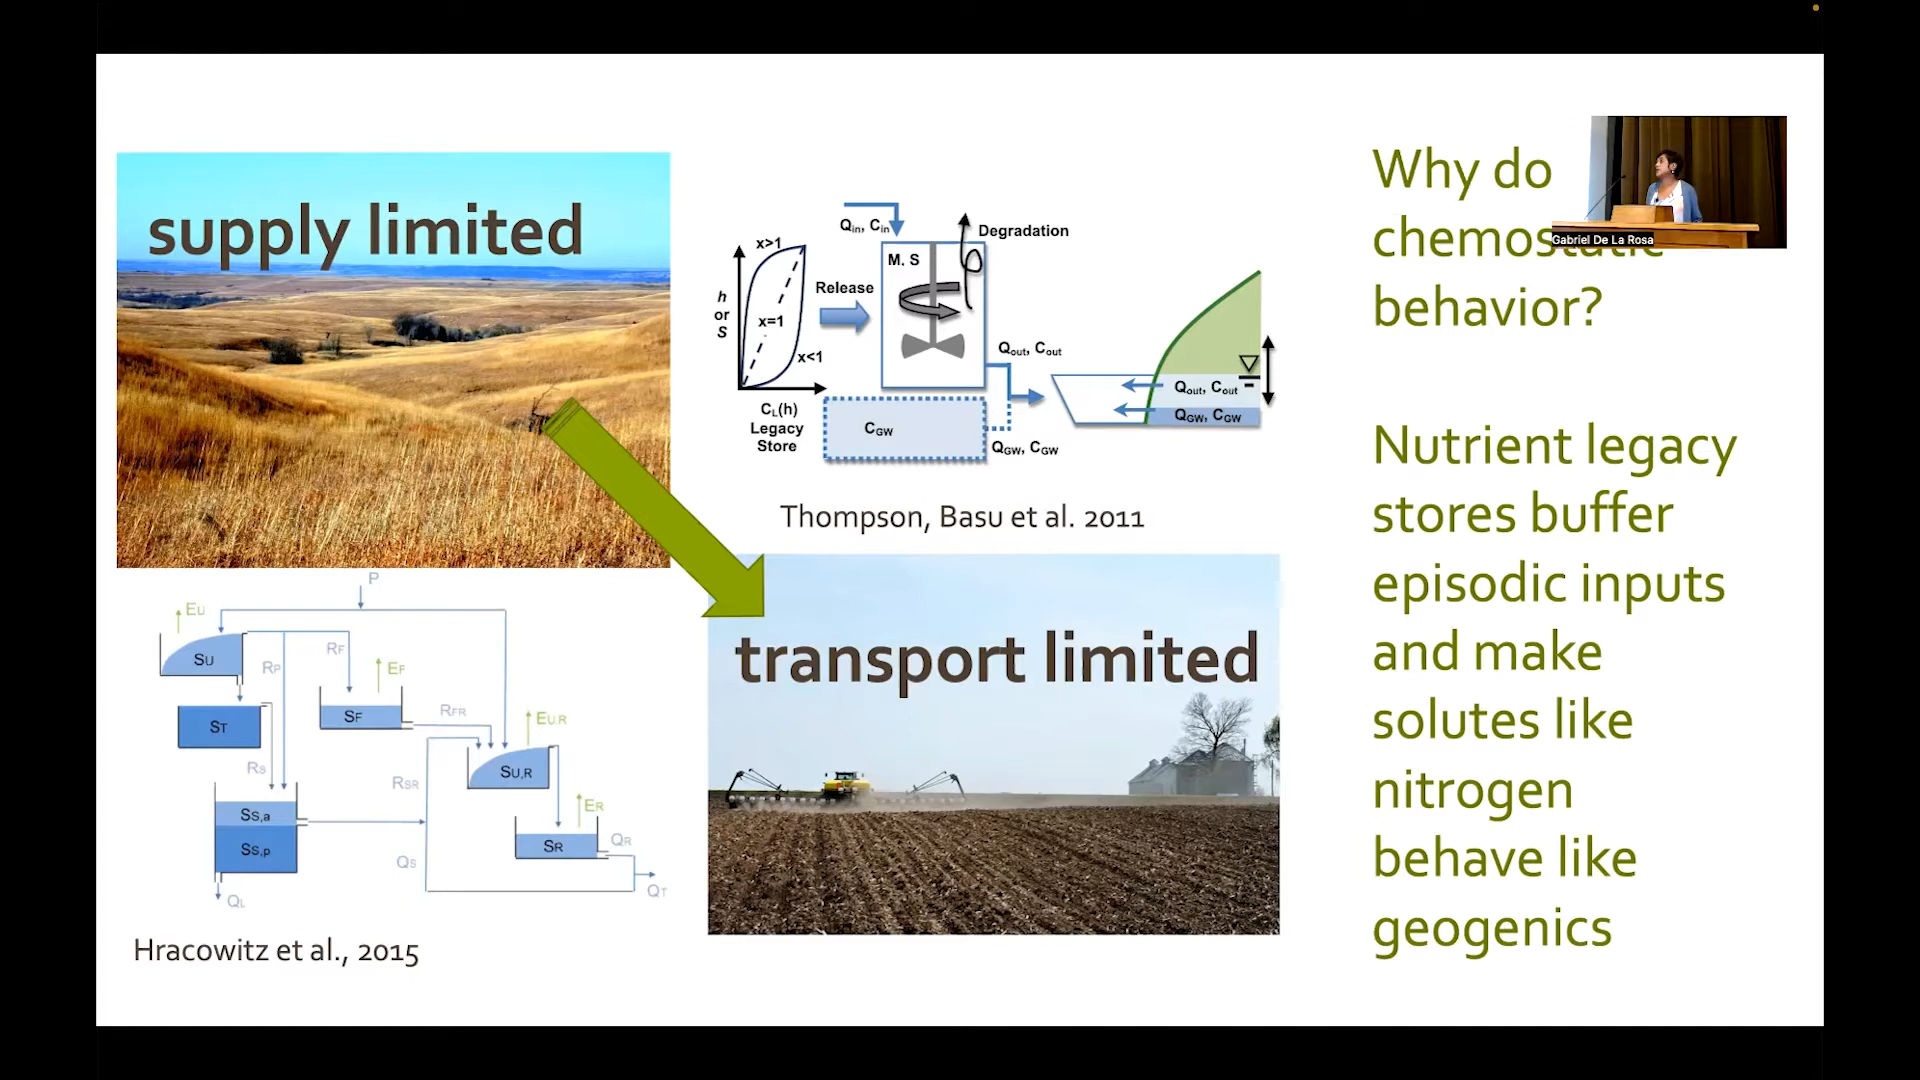 supply limited
Qin, Cin
Degradation
x>1
M. S
h
or
S
Release
x=1
x<1
Qout, Cout
Qout, Cout
QGW, CGW
CL(h)
Legacy
Store
CGW
QGW, CGW
Thompson, Basu et al. 2011
transport limited
P
EU
SU
RP
RF
EF
ST
SF
RFR
EU,R
RS
RSR
SU,R
SS,a
SS,p
ER
SR
QR
QS
QT
QL
Hracowitz et al., 2015
Why do
chemostatic
behavior?
Gabriel De La Rosa
Nutrient legacy
stores buffer
episodic inputs
and make
solutes like
nitrogen
behave like
geogenics